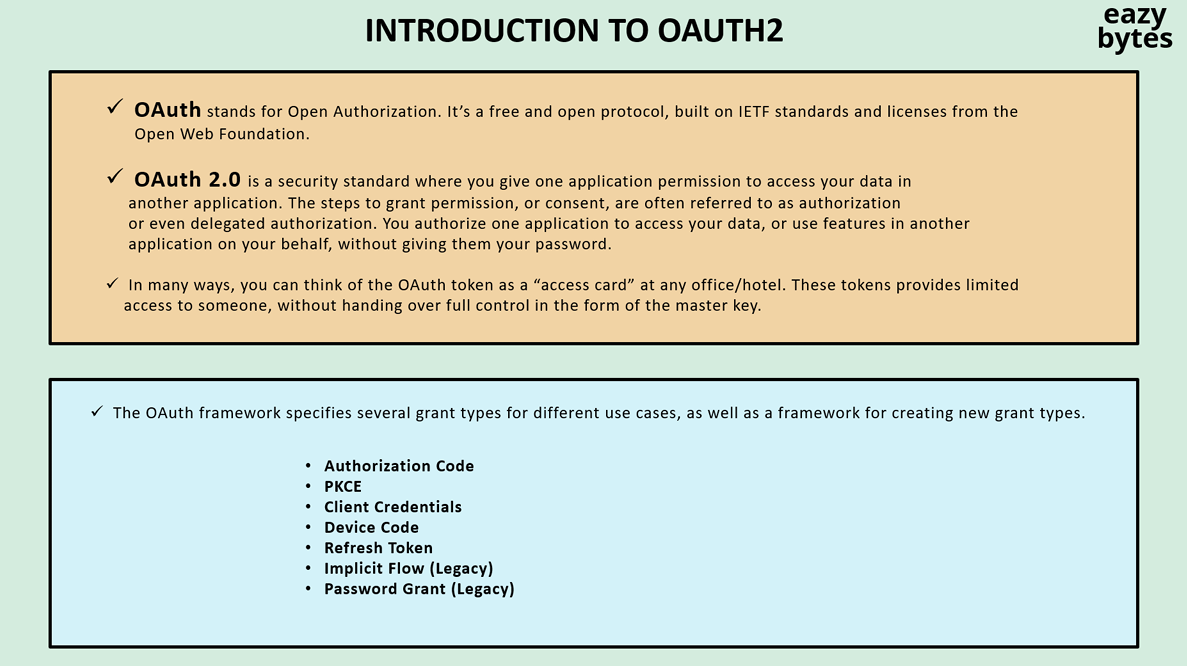 INTRODUCTION TO OAUTH2
eazy
bytes
✓ OAuth stands for Open Authorization. It’s a free and open protocol, built on IETF standards and licenses from the
Open Web Foundation.
✓ OAuth 2.0 is a security standard where you give one application permission to access your data in
another application. The steps to grant permission, or consent, are often referred to as authorization
or even delegated authorization. You authorize one application to access your data, or use features in another
application on your behalf, without giving them your password.
✓ In many ways, you can think of the OAuth token as a “access card” at any office/hotel. These tokens provides limited
access to someone, without handing over full control in the form of the master key.
✓ The OAuth framework specifies several grant types for different use cases, as well as a framework for creating new grant types.
• Authorization Code
• PKCE
• Client Credentials
• Device Code
• Refresh Token
• Implicit Flow (Legacy)
• Password Grant (Legacy)